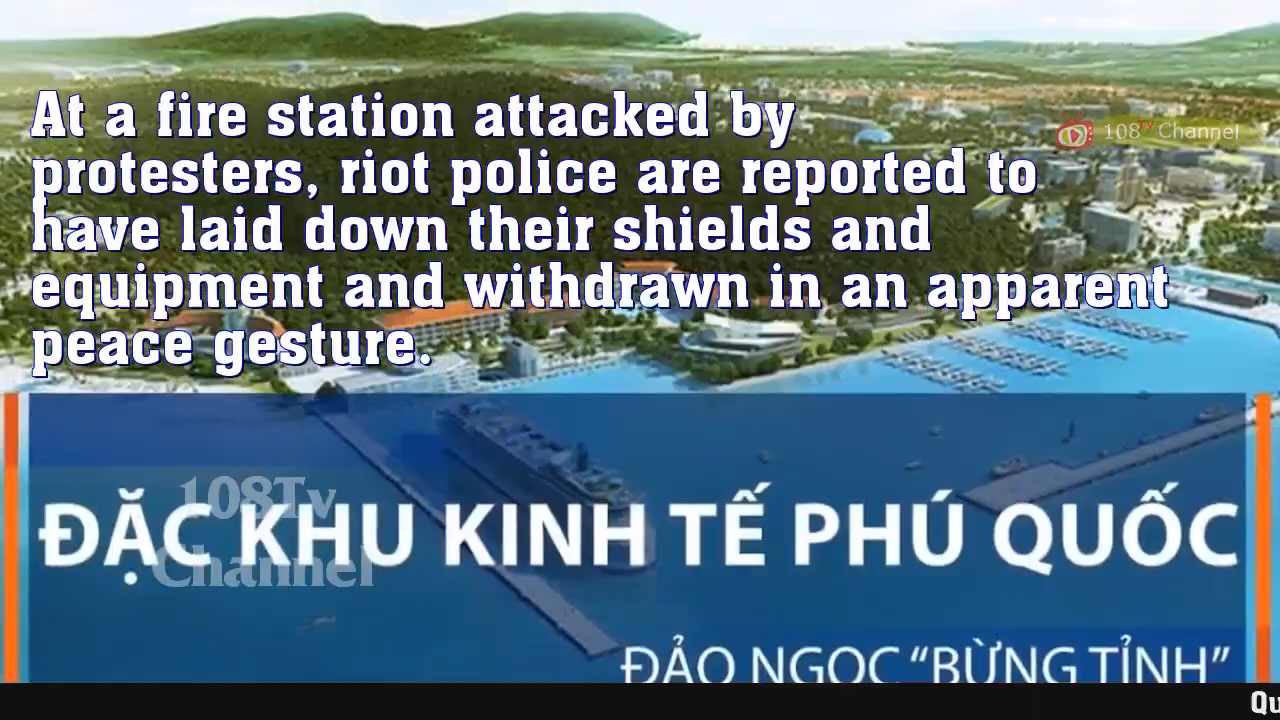 At a fire station attacked by
protesters, riot police are reported to
have laid down their shields and
equipment and withdrawn in an apparent
peace gesture.
108TV Channel
108Tv
Channel
ĐẶC KHU KINH TẾ PHÚ QUỐC
ĐẢO NGỌC “BỪNG TỈNH”